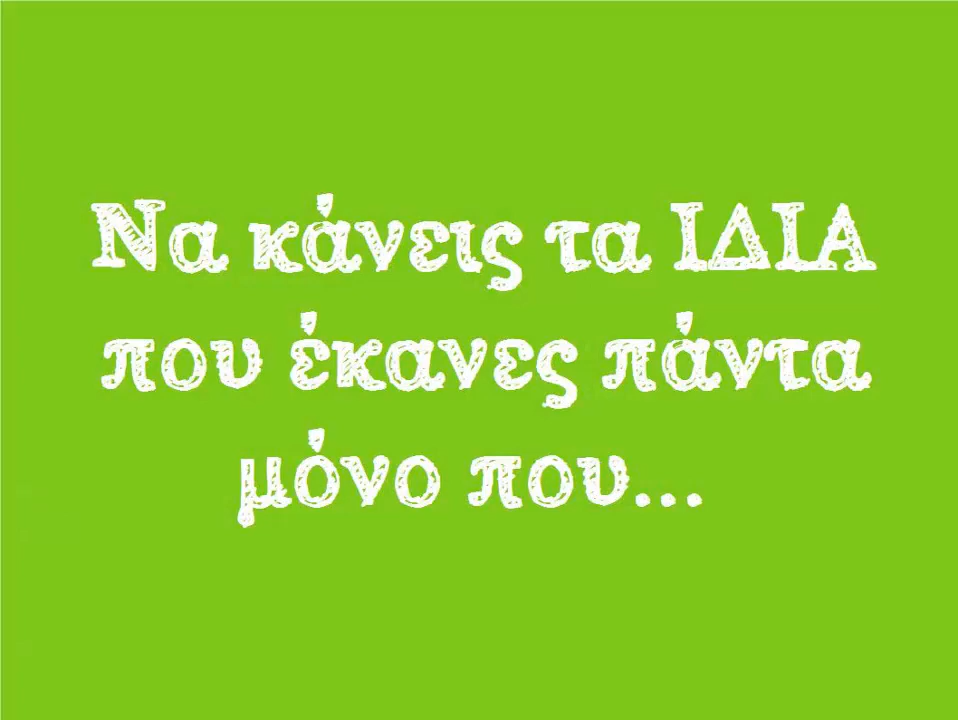 Να κάνεις τα ΙΔΙΑ
που έκανες πάντα
μόνο που...